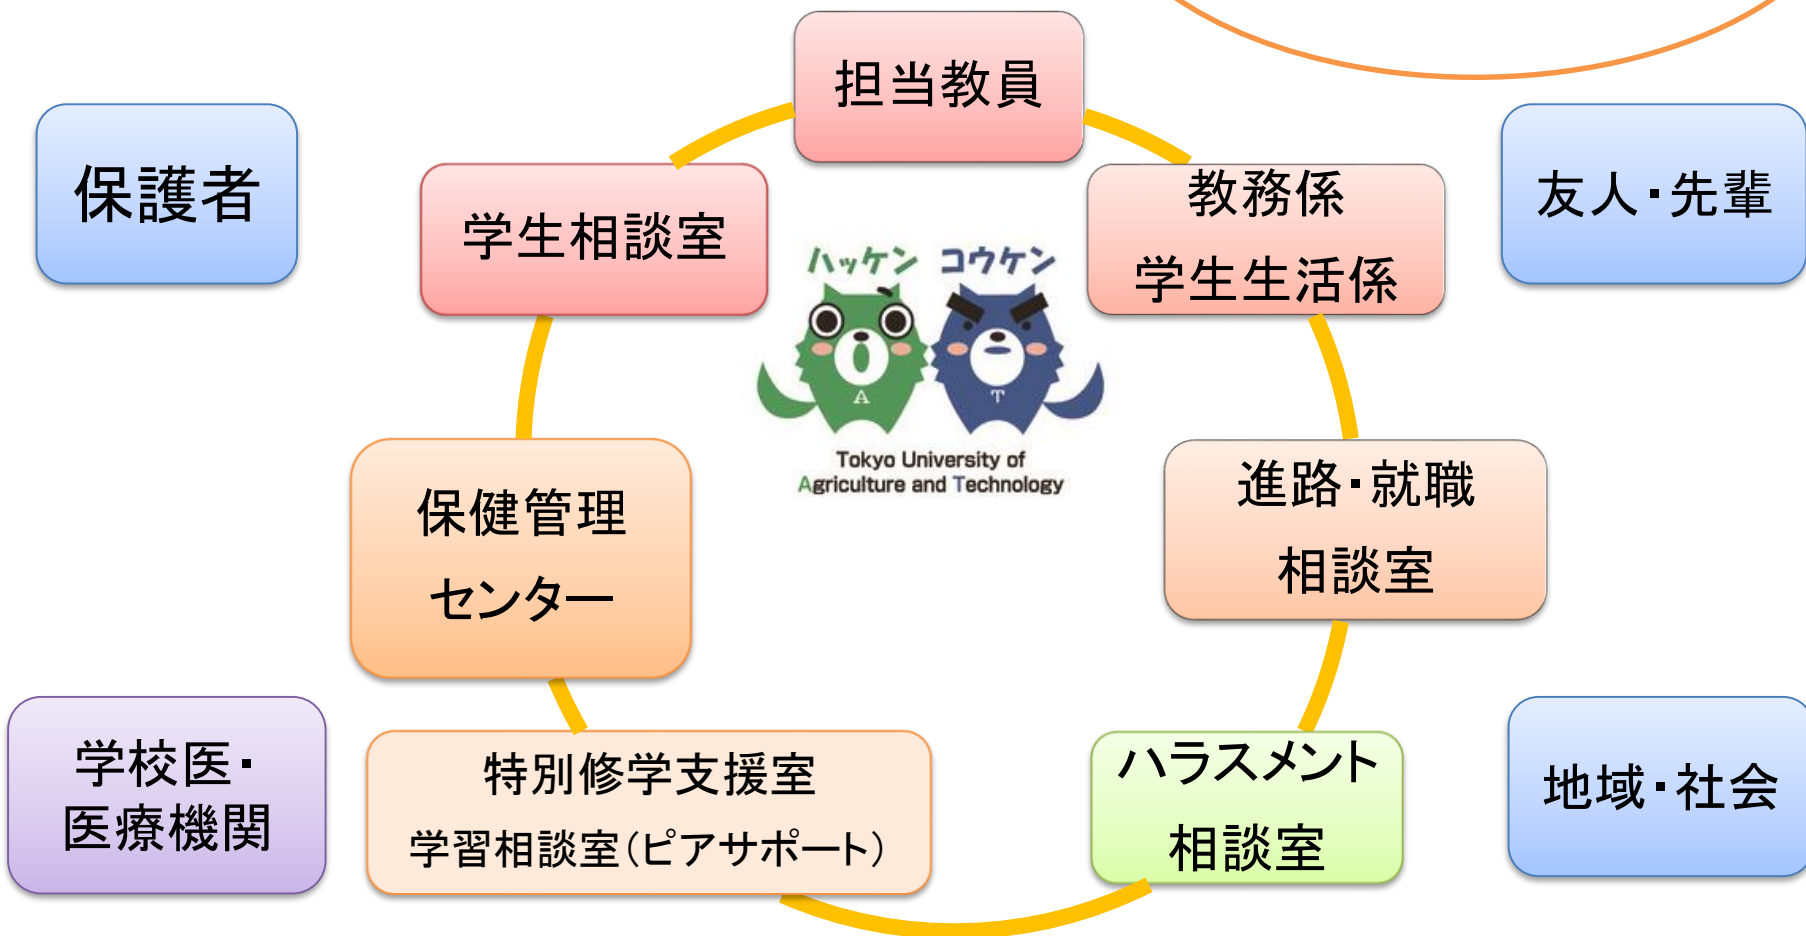 担当教員
保護者
学生相談室
教務係
学生生活係
友人・先輩
ハッケン コウケン
A T
Tokyo University of
Agriculture and Technology
保健管理
センター
進路・就職
相談室
学校医・
医療機関
特別修学支援室
学習相談室(ピアサポート)
ハラスメント
相談室
地域・社会